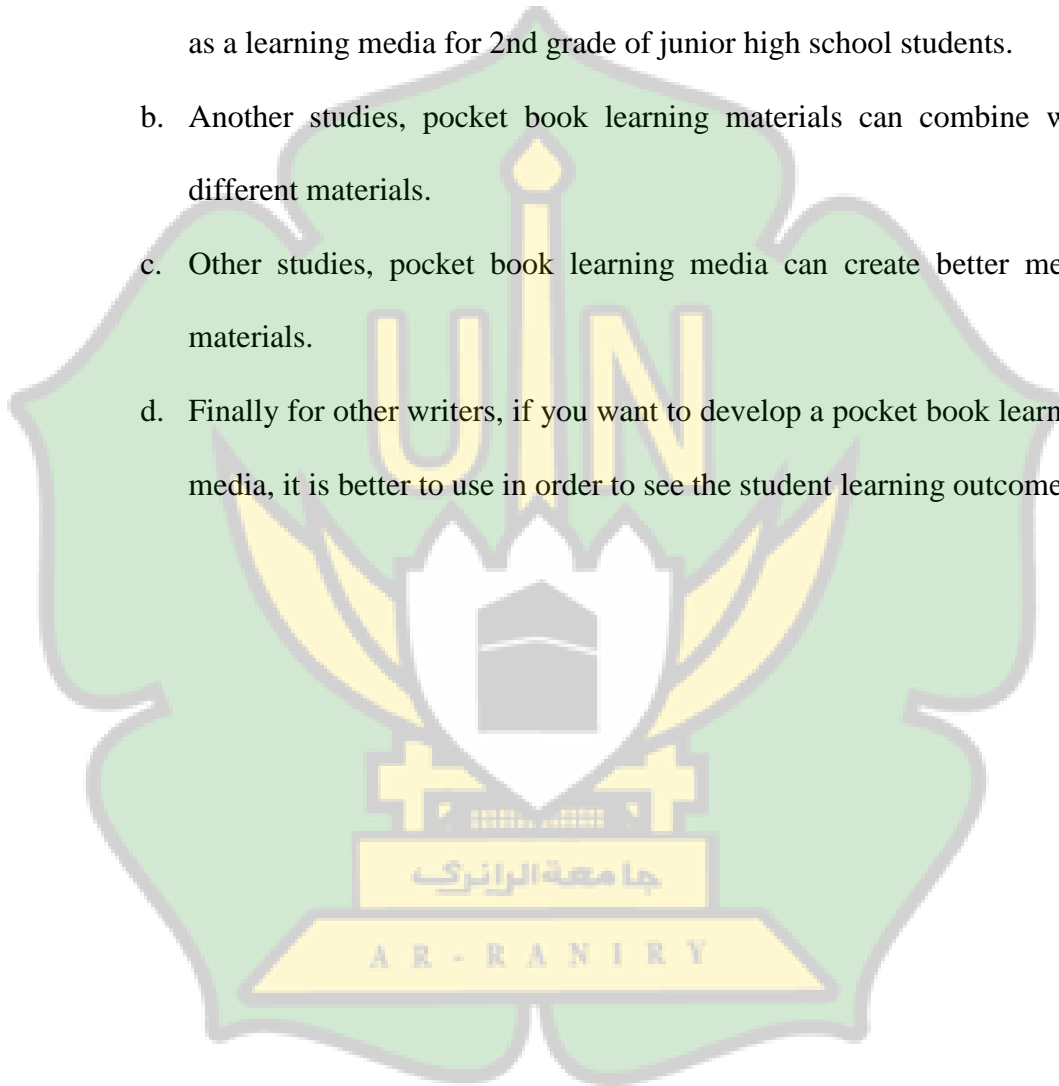 as a learning media for 2nd grade of junior high school students.
b. Another studies, pocket book learning materials can combine w
different materials.
c. Other studies, pocket book learning media can create better me
materials.
d. Finally for other writers, if you want to develop a pocket book learn
media, it is better to use in order to see the student learning outcome
UIN
جامعةالرانري
AR-RANIRY